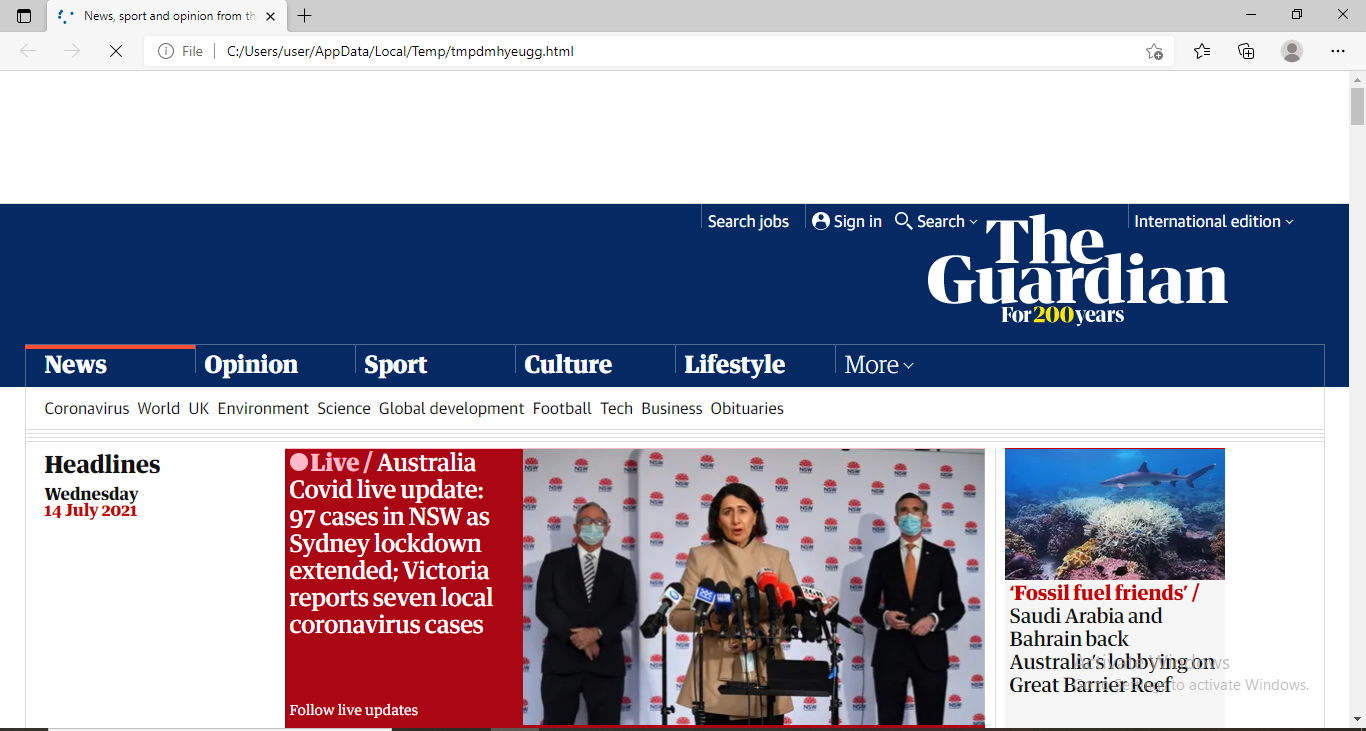 News, sport and opinion from th
File
C:/Users/user/AppData/Local/Temp/tmpdmhyeugg.html
Search jobs
Sign in
Search
International edition
The
Guardian
For 200 years
News
Opinion
Sport
Culture
Lifestyle
More
Coronavirus World UK Environment Science Global development Football Tech Business Obituaries
Headlines
Wednesday
14 July 2021
Live / Australia
Covid live update:
97 cases in NSW as
Sydney lockdown
extended; Victoria
reports seven local
coronavirus cases
Follow live updates
NSW
‘Fossil fuel friends’ /
Saudi Arabia and
Bahrain back
Australia’s lobbying on
Great Barrier Reef
Activate Windows
to activate Windows.